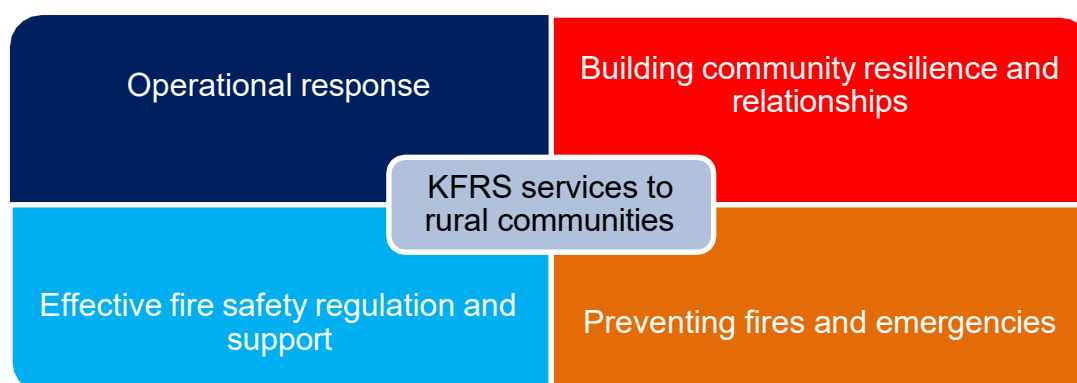 Operational response
Building community resilience and
relationships
KFRS services to
rural communities
Effective fire safety regulation and
support
Preventing fires and emergencies